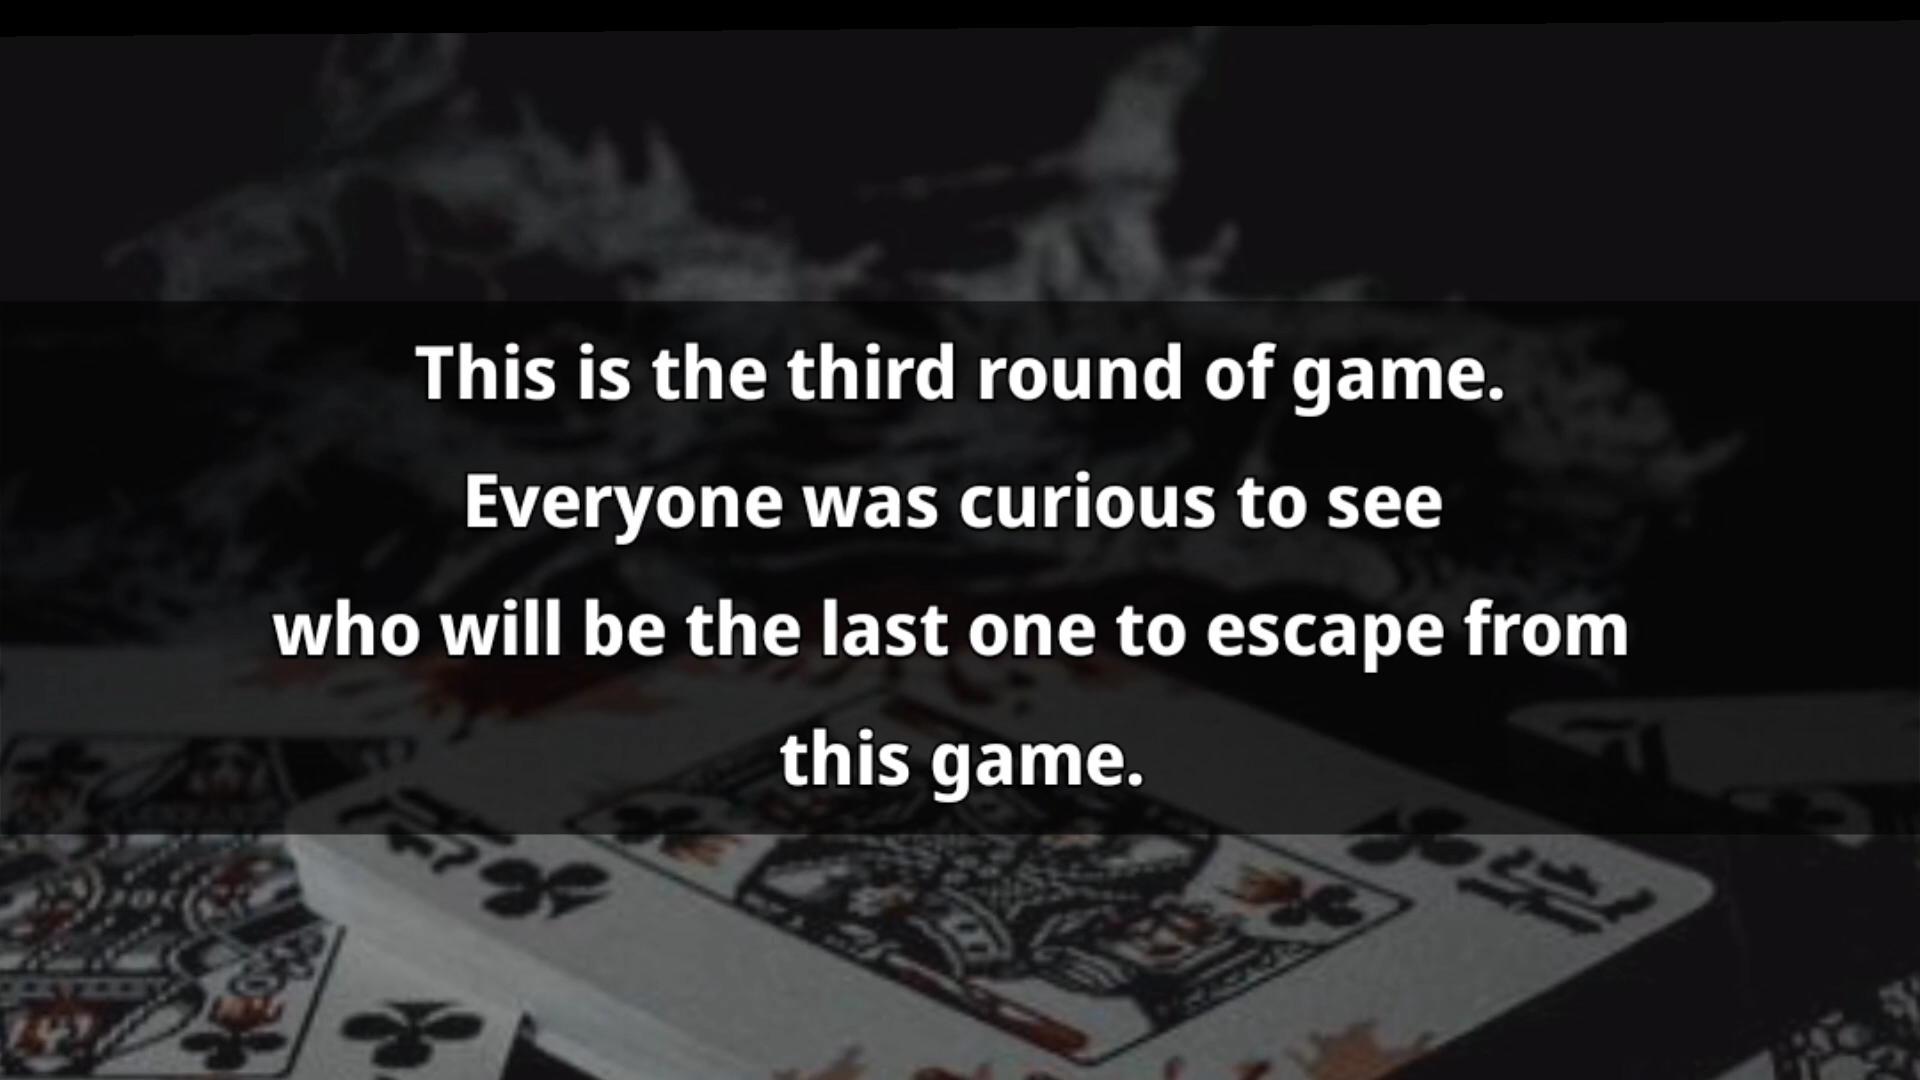 This is the third round of game.
Everyone was curious to see
who will be the last one to escape from
this game.